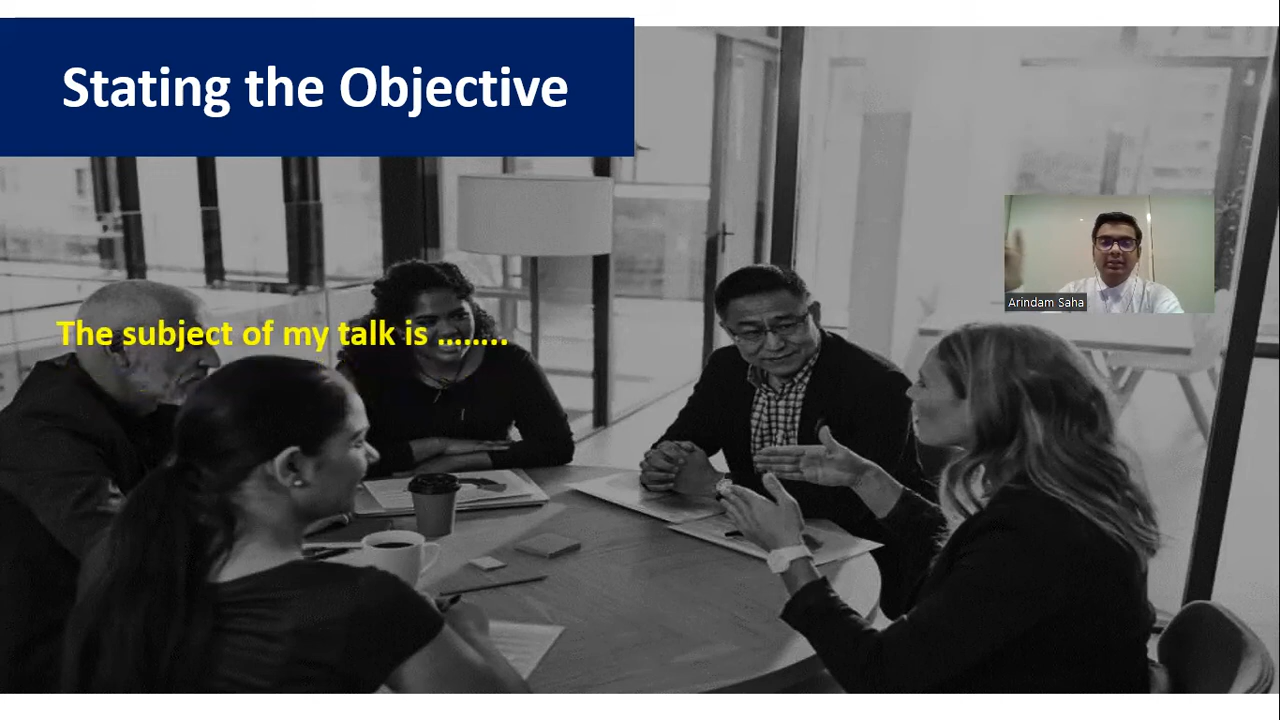 Stating the Objective
The subject of my talk is ........
Arindam Saha